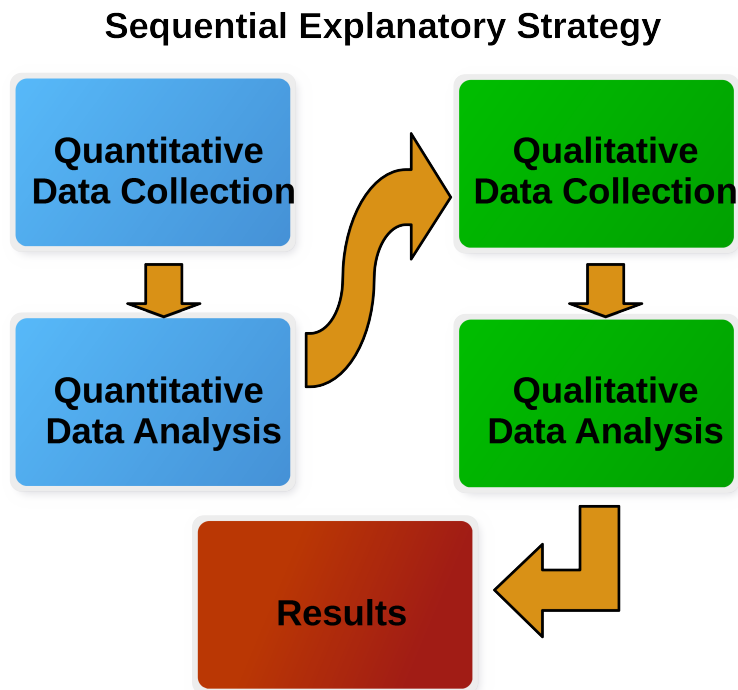 Sequential Explanatory Strategy
Quantitative
Data Collection
Quantitative
Data Analysis
Qualitative
Data Collection
Qualitative
Data Analysis
Results